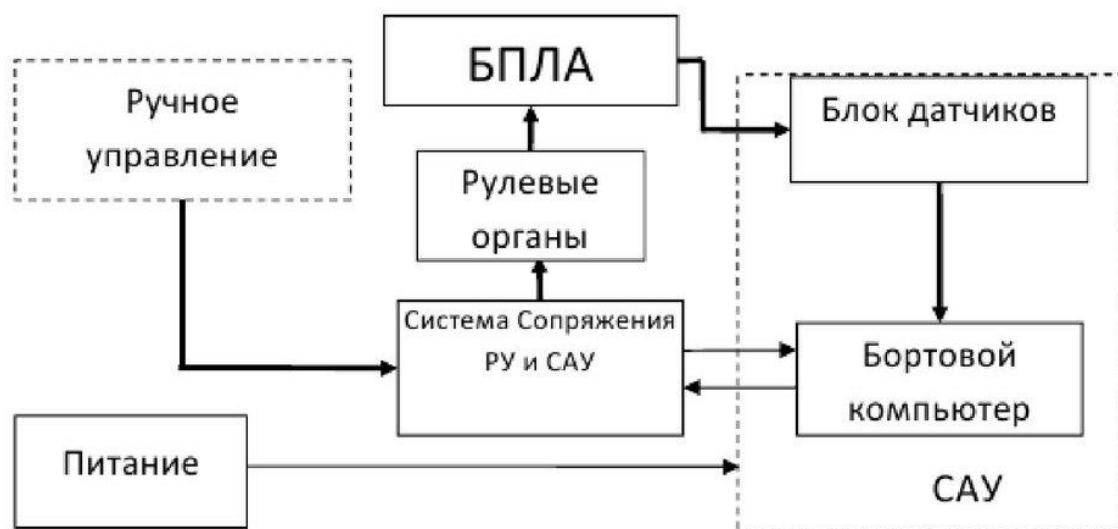 БПЛА
Ручное
управление
Блок датчиков
Рулевые
органы
Система Сопряжения
РУ и САУ
Бортовой
компьютер
Питание
САУ